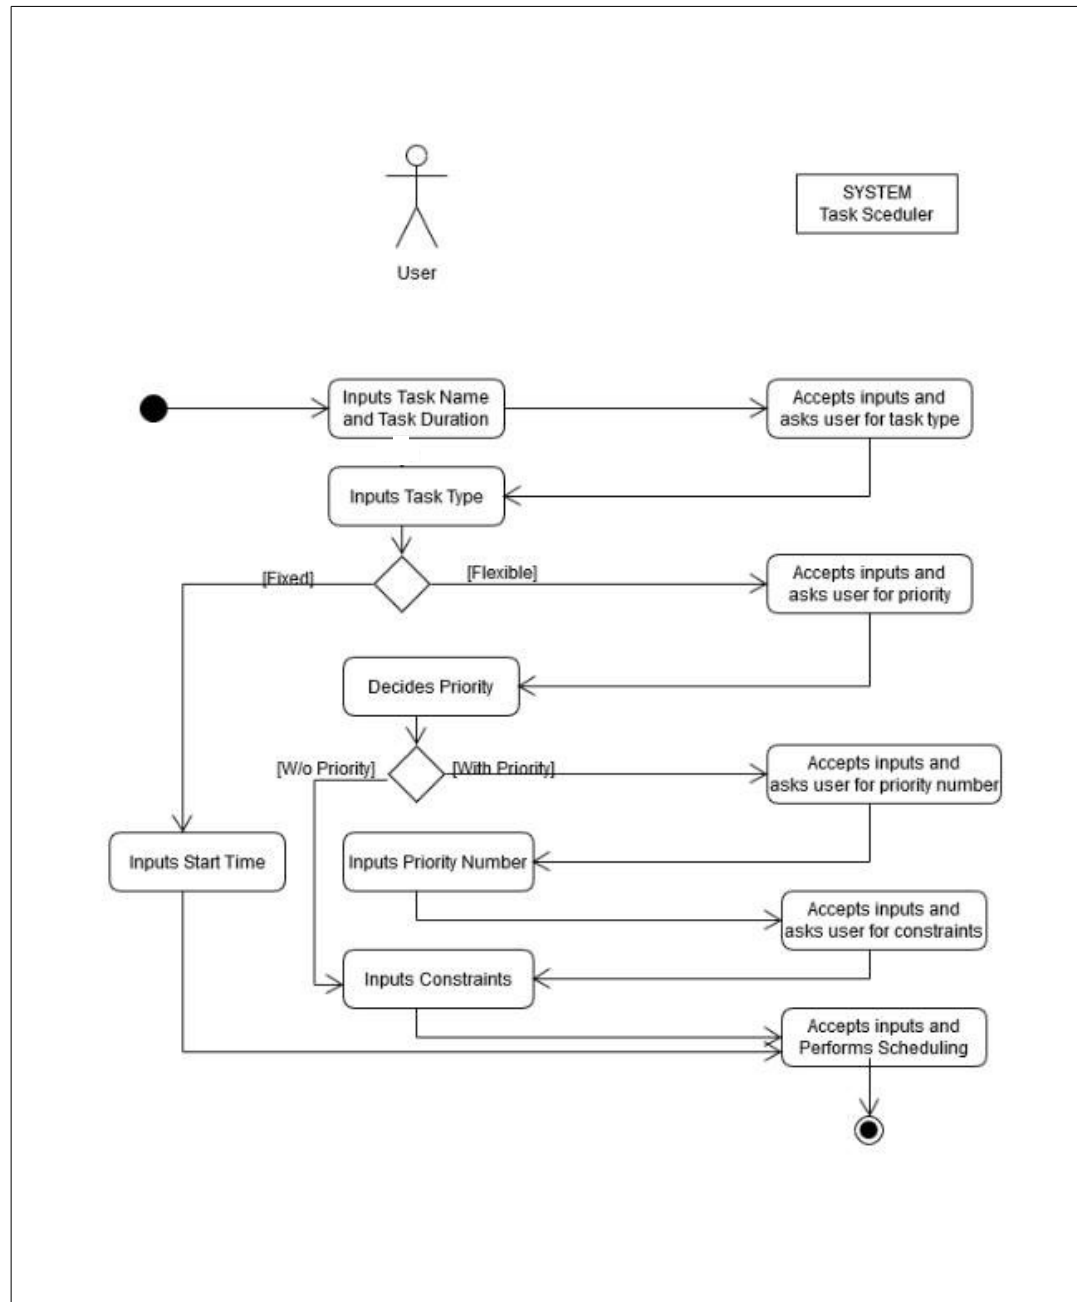 SYSTEM
Task Sceduler
User
Inputs Task Name
and Task Duration
Accepts inputs and
asks user for task type
Inputs Task Type
[Fixed]
[Flexible]
Accepts inputs and
asks user for priority
Decides Priority
[W/o Priority]
[With Priority]
Accepts inputs and
asks user for priority number
Inputs Start Time
Inputs Priority Number
Accepts inputs and
asks user for constraints
Inputs Constraints
Accepts inputs and
Performs Scheduling